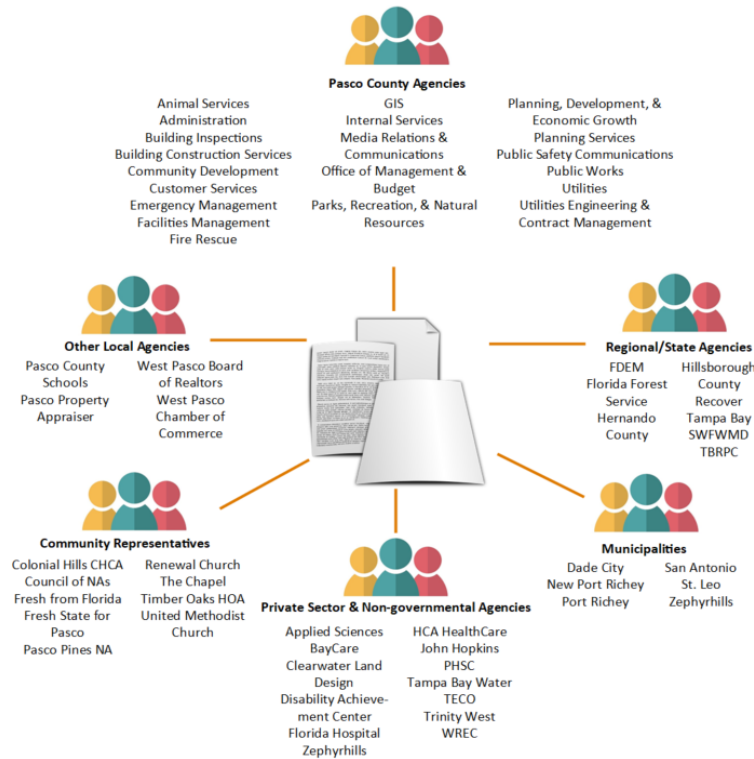 Pasco County Agencies
Animal Services
Administration
Building Inspections
Building Construction Services
Community Development
Customer Services
Emergency Management
Facilities Management
Fire Rescue
GIS
Internal Services
Media Relations &
Communications
Office of Management &
Budget
Parks, Recreation, & Natural
Resources
Planning, Development, &
Economic Growth
Planning Services
Public Safety Communications
Public Works
Utilities
Utilities Engineering &
Contract Management
Other Local Agencies
Pasco County
Schools
Pasco Property
Appraiser
West Pasco Board
of Realtors
West Pasco
Chamber of
Commerce
Regional/State Agencies
FDEM
Florida Forest
Service
Hernando
County
Hillsborough
County
Recover
Tampa Bay
SWFWMD
TBRPC
Community Representatives
Colonial Hills CHCA
Council of NAs
Fresh from Florida
Fresh State for
Pasco
Pasco Pines NA
Renewal Church
The Chapel
Timber Oaks HOA
United Methodist
Church
Private Sector & Non-governmental Agencies
Applied Sciences
BayCare
Clearwater Land
Design
Disability Achieve-
ment Center
Florida Hospital
Zephyrhills
HCA HealthCare
John Hopkins
PHSC
Tampa Bay Water
TECO
Trinity West
WREC
Municipalities
Dade City
New Port Richey
Port Richey
San Antonio
St. Leo
Zephyrhills